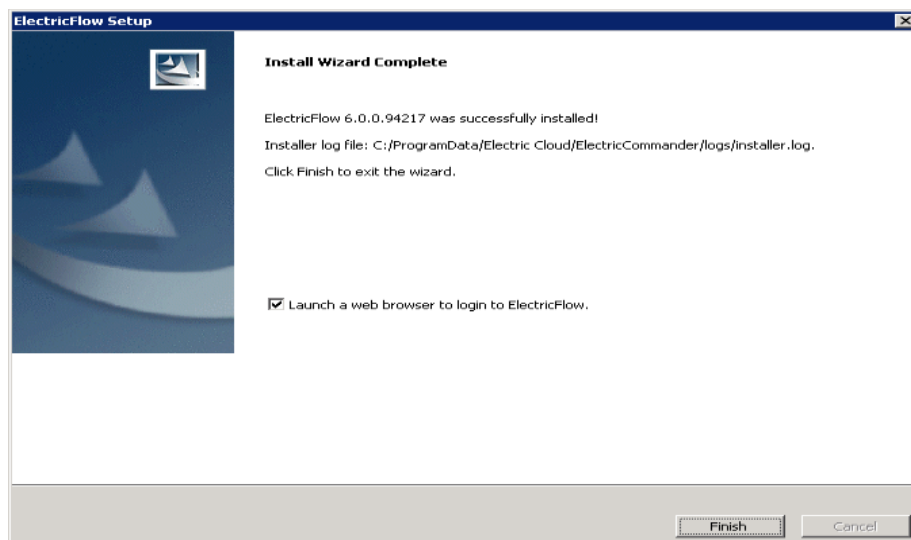 ElectricFlow Setup
Install Wizard Complete
ElectricFlow 6.0.0.94217 was successfully installed!
Installer log file: C:/ProgramData/Electric Cloud/ElectricCommander/logs/installer.log.
Click Finish to exit the wizard.
Launch a web browser to login to ElectricFlow.
Finish
Cancel